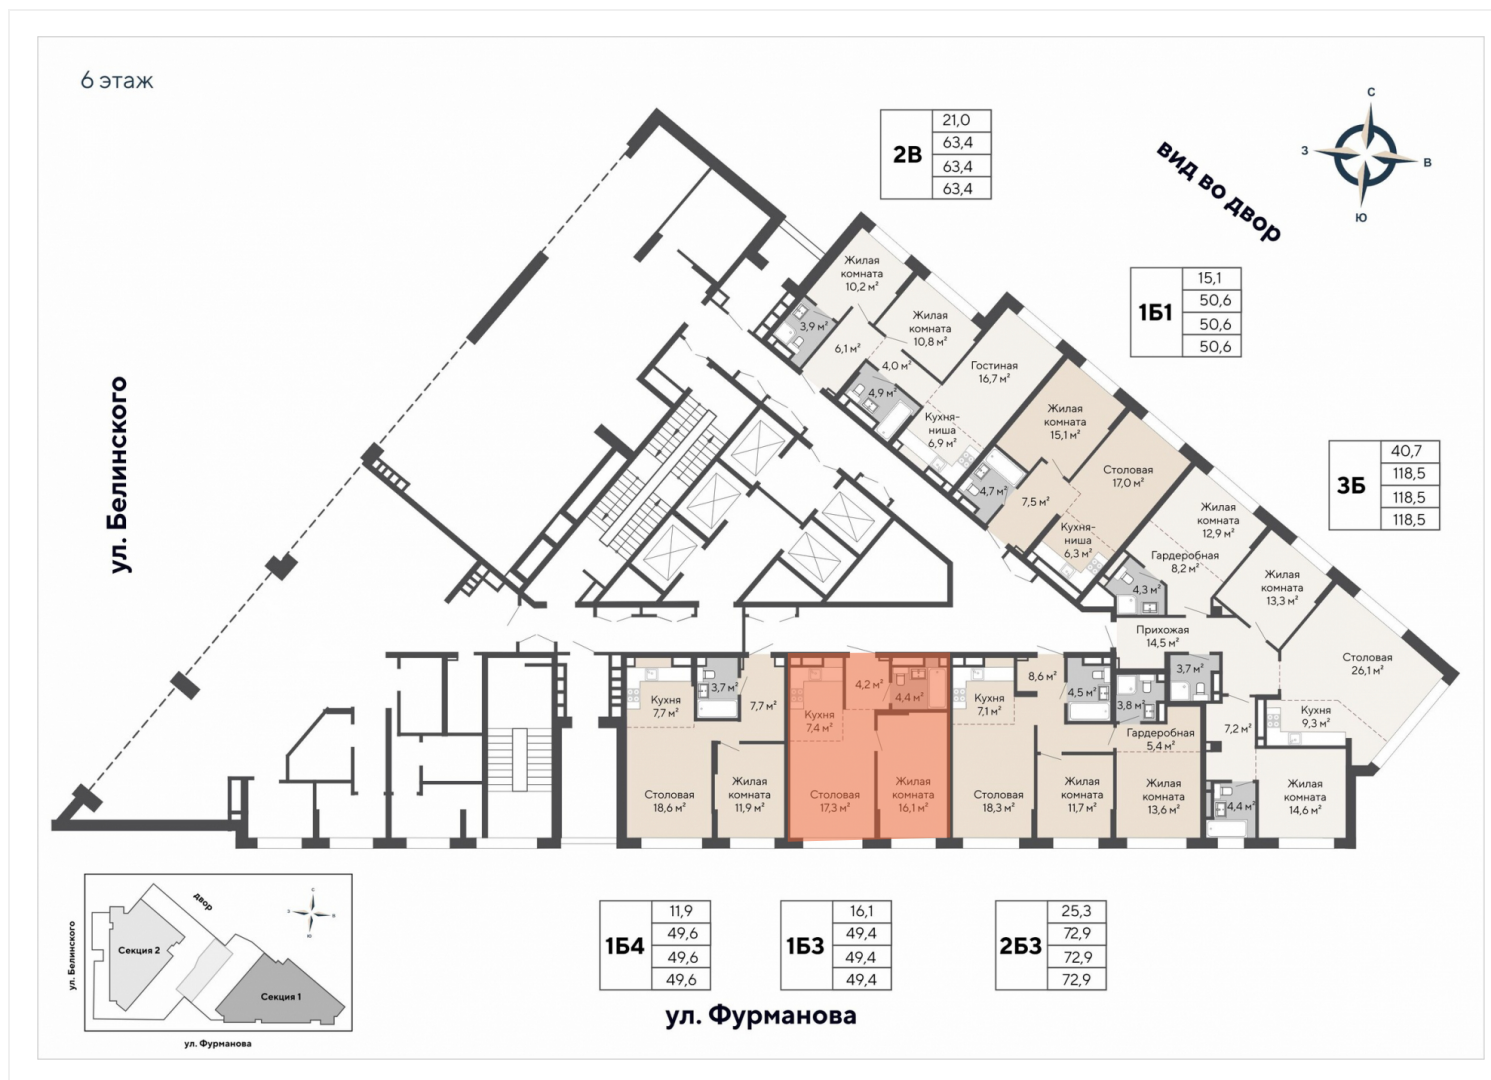 6 этаж
2В
21,0
63,4
63,4
63,4
вид во двор
С
З
В
Ю
1Б1
15,1
50,6
50,6
50,6
3Б
40,7
118,5
118,5
118,5
ул. Белинского
Жилая
комната
10,2 м²
3,9 м²
6,1 м²
Жилая
комната
10,8 м²
4,0 м²
4,9 м²
Гостиная
16,7 м²
Кухня-
ниша
6,9 м²
Жилая
комната
15,1 м²
4,7 м²
7,5 м²
Столовая
17,0 м²
Кухня-
ниша
6,3 м²
Жилая
комната
12,9 м²
Гардеробная
8,2 м²
4,3 м²
Жилая
комната
13,3 м²
Прихожая
14,5 м²
3,7 м²
Столовая
26,1 м²
Кухня
9,3 м²
7,2 м²
4,4 м²
Жилая
комната
14,6 м²
Кухня
7,7 м²
3,7 м²
7,7 м²
Столовая
18,6 м²
Жилая
комната
11,9 м²
Кухня
7,4 м²
4,2 м²
4,4 м²
Столовая
17,3 м²
Жилая
комната
16,1 м²
Кухня
7,1 м²
8,6 м²
4,5 м²
Столовая
18,3 м²
Жилая
комната
11,7 м²
3,8 м²
Гардеробная
5,4 м²
Жилая
комната
13,6 м²
1Б4
11,9
49,6
49,6
49,6
1Б3
16,1
49,4
49,4
49,4
2Б3
25,3
72,9
72,9
72,9
ул. Фурманова
двор
С
З
В
Ю
ул. Белинского
Секция 2
Секция 1
ул. Фурманова